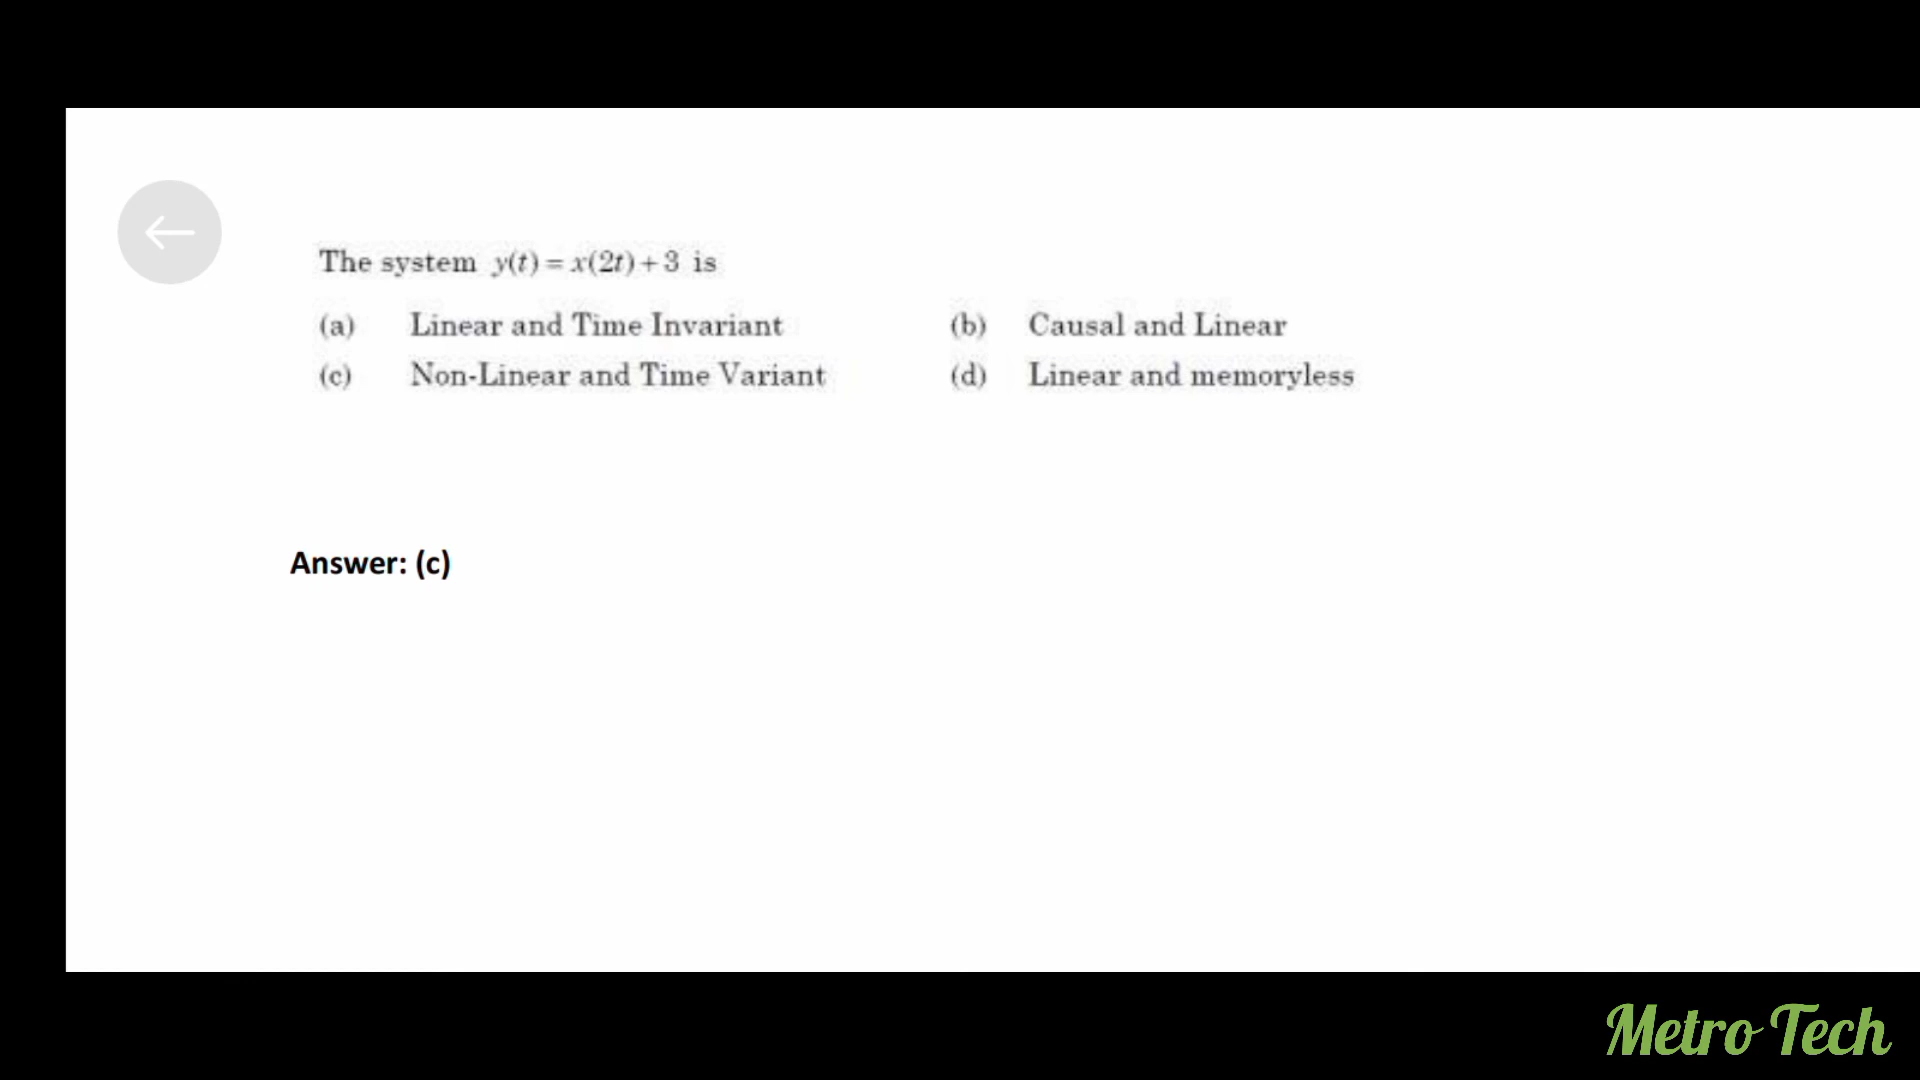 The system y(t) = x(2t) + 3 is
(a) Linear and Time Invariant (b) Causal and Linear
(c) Non-Linear and Time Variant (d) Linear and memoryless
Answer: (c)
Metro Tech